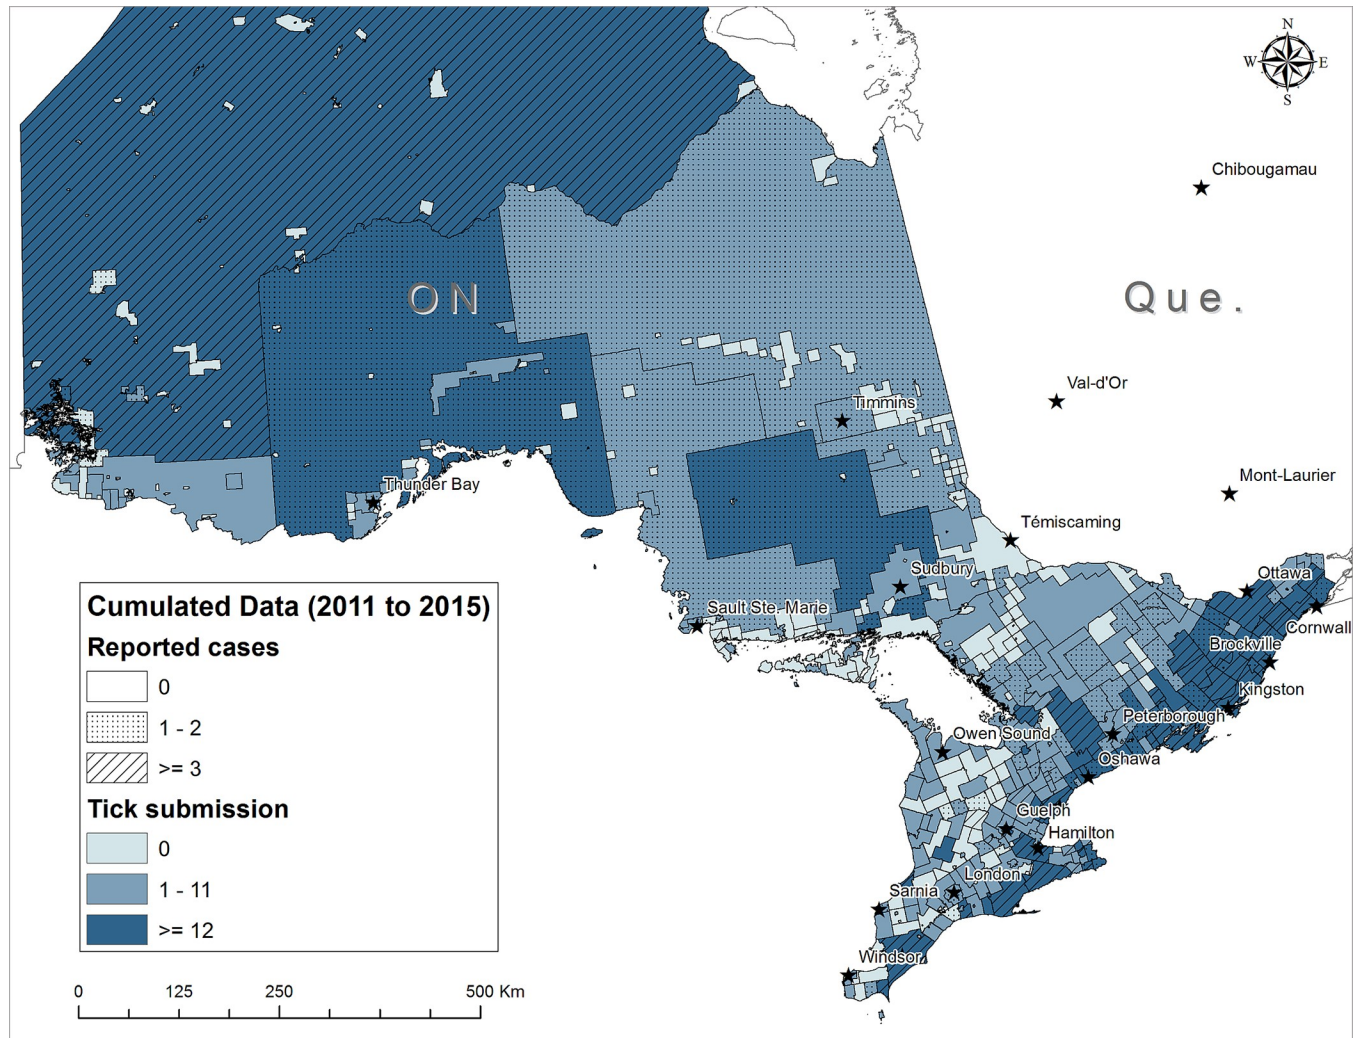 N
W E
S
Chibougamau
ON
Que.
Val-d'Or
Timmins
Mont-Laurier
Thunder Bay
Témiscaming
Sudbury
Ottawa
Sault Ste. Marie
Cornwall
Brockville
Kingston
Peterborough
Owen Sound
Oshawa
Guelph
Hamilton
London
Sarnia
Windsor
Cumulated Data (2011 to 2015)
Reported cases
0
1 - 2
>= 3
Tick submission
0
1 - 11
>= 12
0 125 250 500 Km